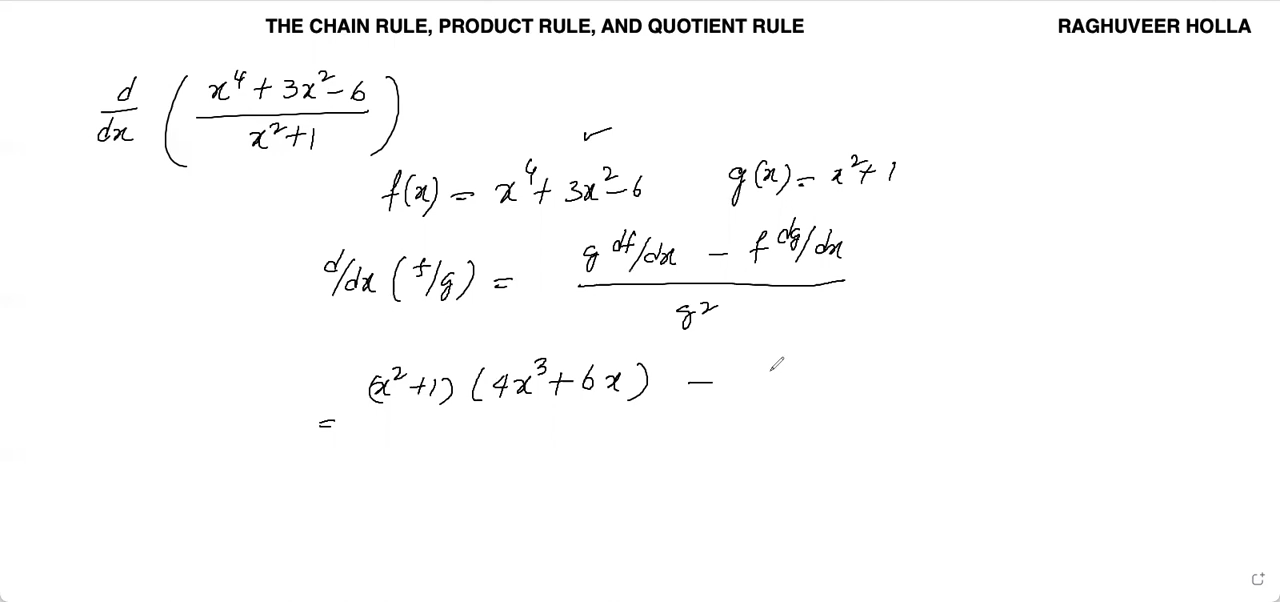 THE CHAIN RULE, PRODUCT RULE, AND QUOTIENT RULE RAGHUVEER HOLLA
d/dx ( (x⁴ + 3x² - 6) / (x² + 1) )
f(x) = x⁴ + 3x² - 6 g(x) = x² + 1
d/dx (f/g) = (g df/dx - f dg/dx) / g²
= (x² + 1) (4x³ + 6x) -